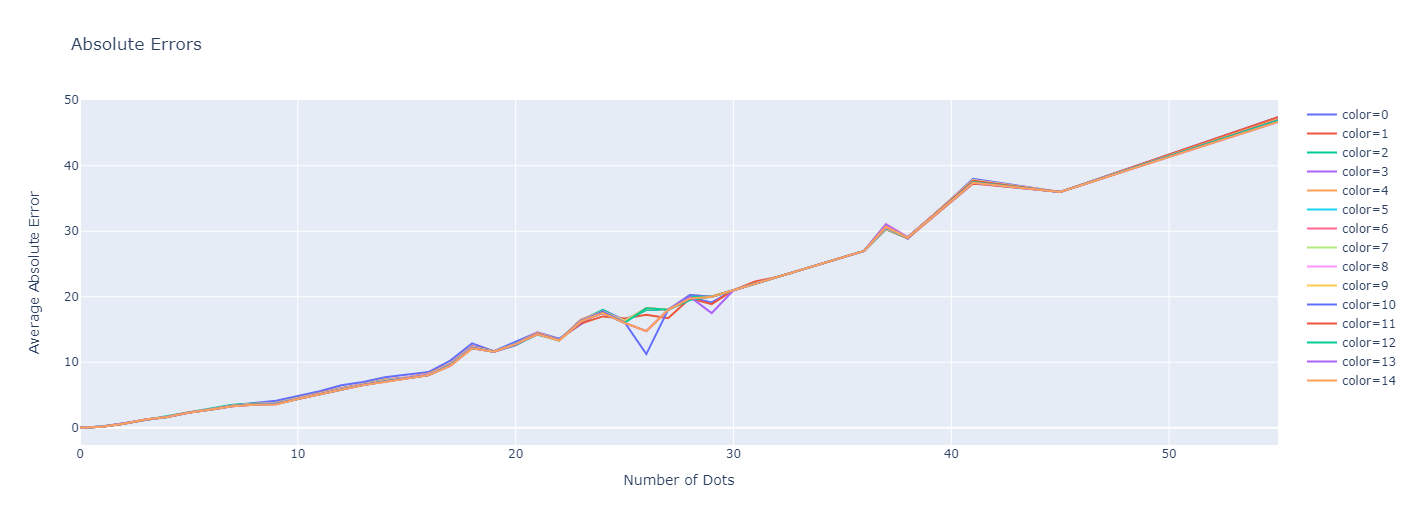 Absolute Errors
50
40
30
20
10
0
Average Absolute Error
0
10
20
30
40
50
Number of Dots
color=0
color=1
color=2
color=3
color=4
color=5
color=6
color=7
color=8
color=9
color=10
color=11
color=12
color=13
color=14